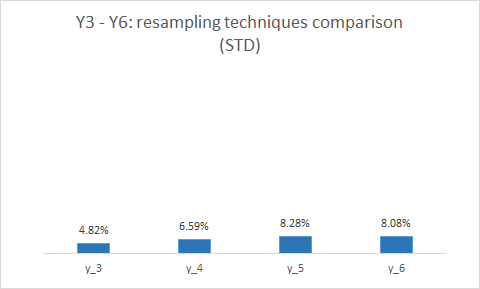 Y3 - Y6: resampling techniques comparison
(STD)
4.82%
6.59%
8.28%
8.08%
y_3
y_4
y_5
y_6